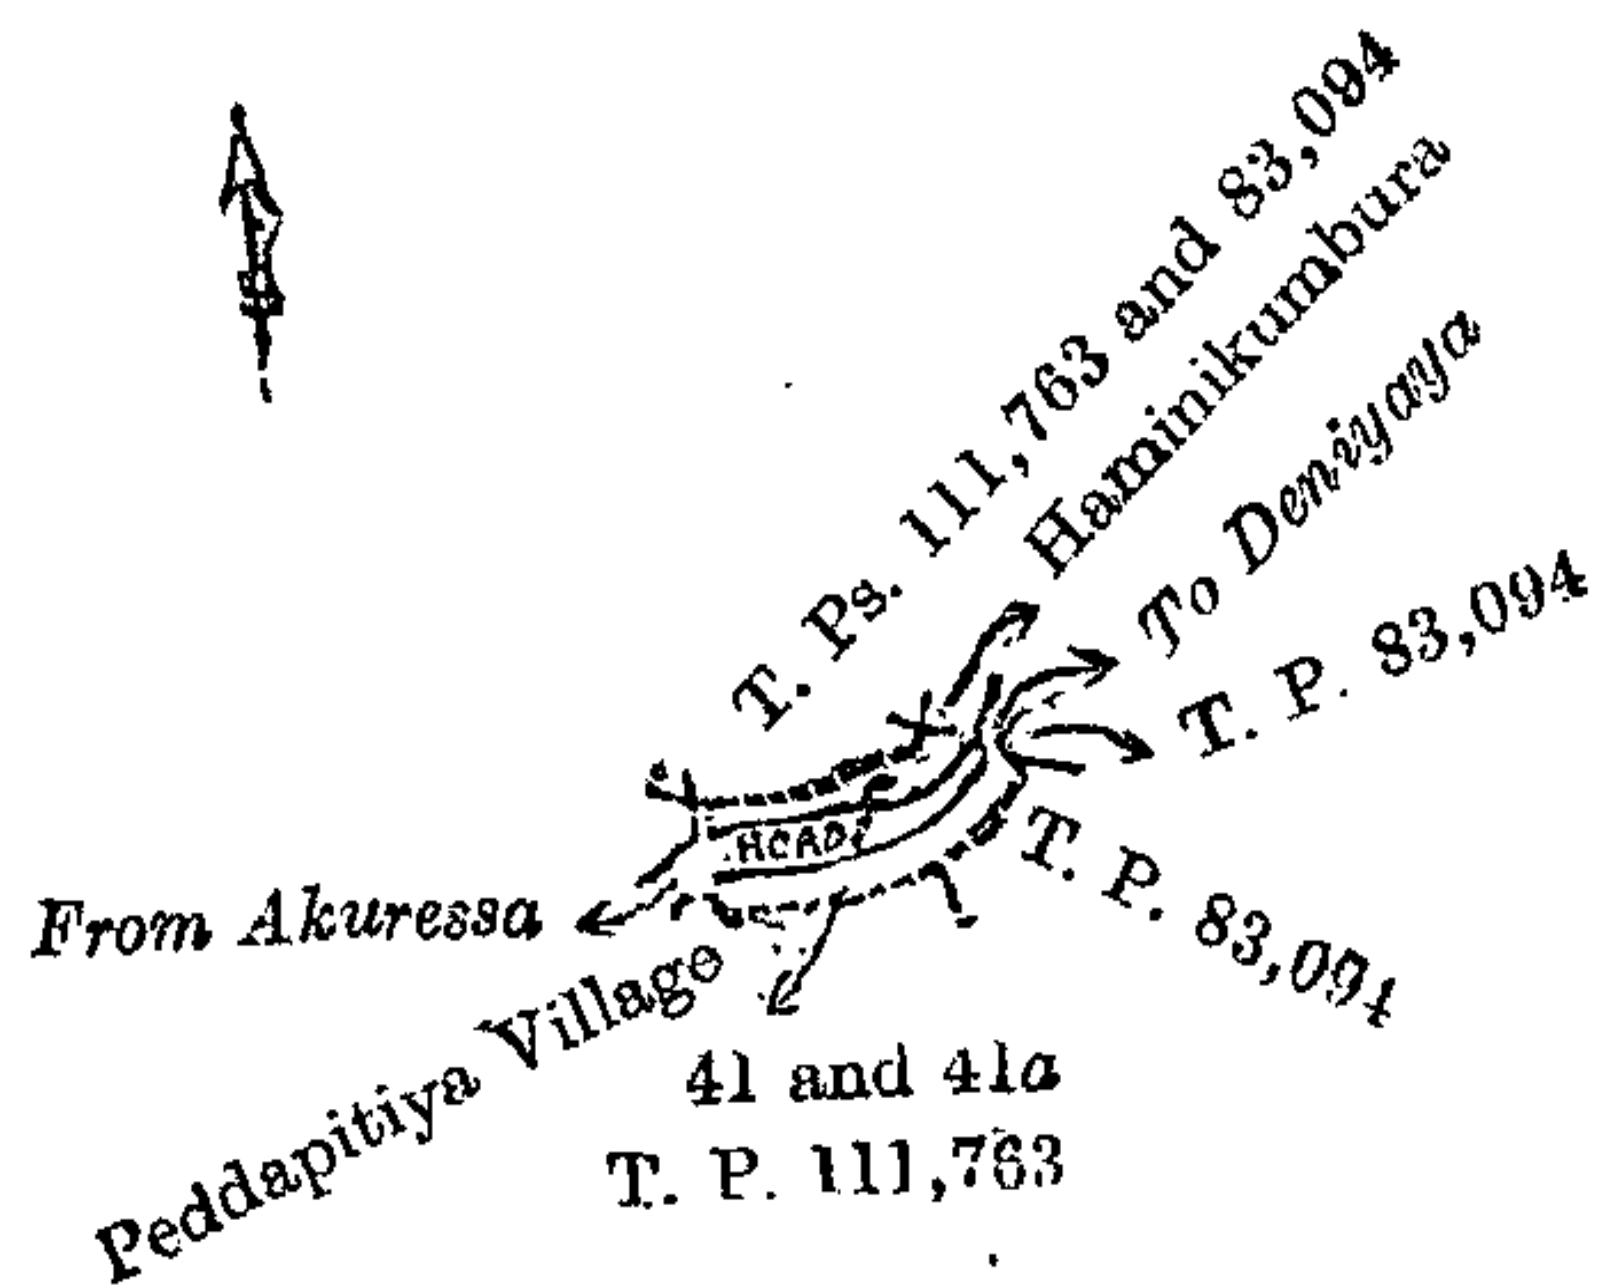 T. Ps. 111,763 and 83,094
Haminikumbura
To Deniyaya
T. P. 83,094
T. P. 83,094
From Akuressa
Peddapitiya Village
41 and 41a
T. P. 111,763